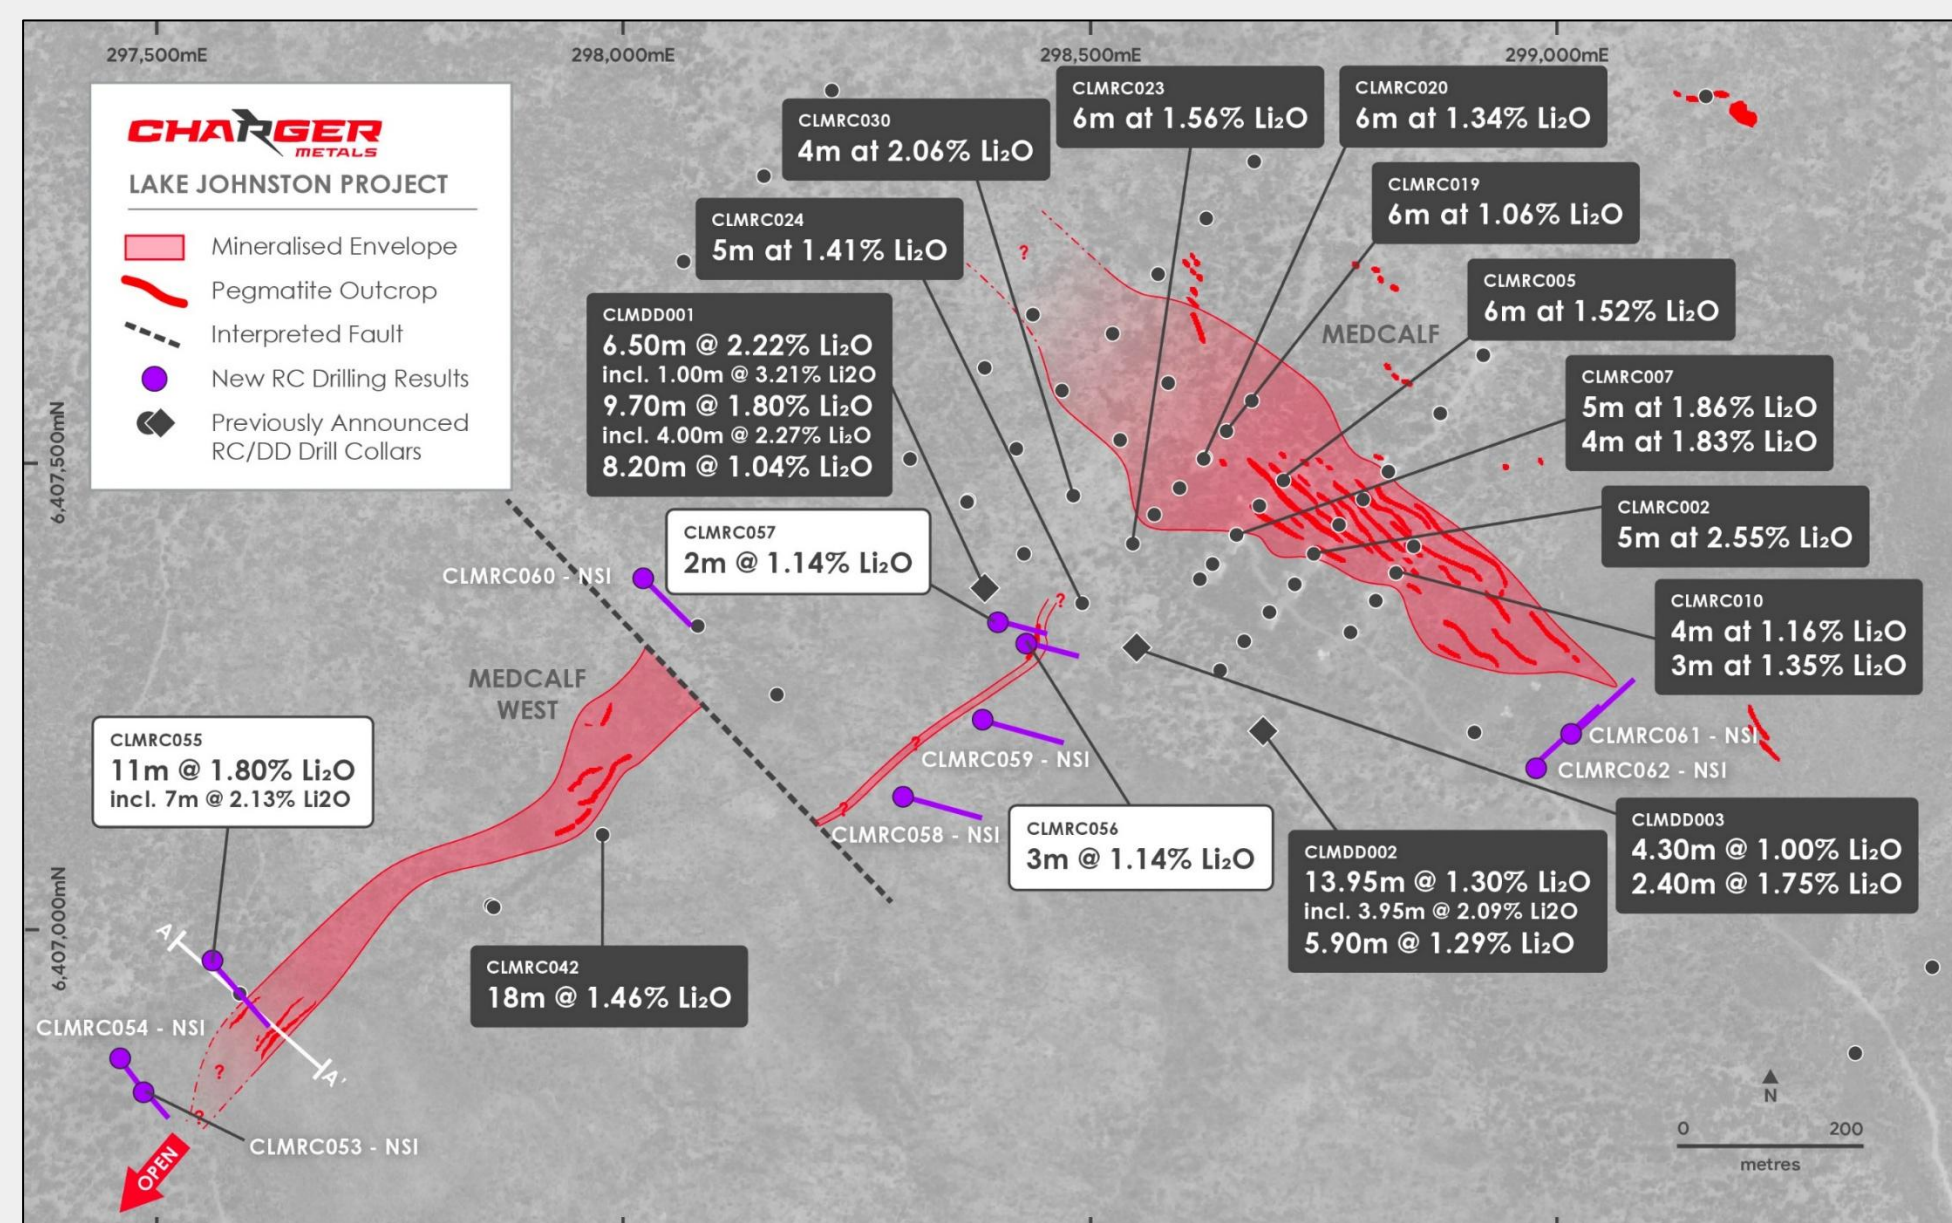 297,500mE
298,000mE
298,500mE
299,000mE
6,407,500mN
6,407,000mN
CHARGER
METALS
LAKE JOHNSTON PROJECT
Mineralised Envelope
Pegmatite Outcrop
Interpreted Fault
New RC Drilling Results
Previously Announced
RC/DD Drill Collars
CLMRC030
4m at 2.06% Li₂O
CLMRC023
6m at 1.56% Li₂O
CLMRC020
6m at 1.34% Li₂O
CLMRC024
5m at 1.41% Li₂O
CLMRC019
6m at 1.06% Li₂O
CLMRC005
6m at 1.52% Li₂O
MEDCALF
?
CLMDD001
6.50m @ 2.22% Li₂O
incl. 1.00m @ 3.21% Li2O
9.70m @ 1.80% Li₂O
incl. 4.00m @ 2.27% Li₂O
8.20m @ 1.04% Li₂O
CLMRC007
5m at 1.86% Li₂O
4m at 1.83% Li₂O
CLMRC002
5m at 2.55% Li₂O
CLMRC057
2m @ 1.14% Li₂O
CLMRC060 - NSI
?
CLMRC010
4m at 1.16% Li₂O
3m at 1.35% Li₂O
MEDCALF
WEST
CLMRC055
11m @ 1.80% Li₂O
incl. 7m @ 2.13% Li2O
?
CLMRC059 - NSI
CLMRC061 - NSI
CLMRC062 - NSI
?
CLMRC058 - NSI
CLMRC056
3m @ 1.14% Li₂O
CLMDD002
13.95m @ 1.30% Li₂O
incl. 3.95m @ 2.09% Li2O
5.90m @ 1.29% Li₂O
CLMDD003
4.30m @ 1.00% Li₂O
2.40m @ 1.75% Li₂O
A
CLMRC042
18m @ 1.46% Li₂O
CLMRC054 - NSI
?
A'
?
CLMRC053 - NSI
OPEN
N
0 200
metres